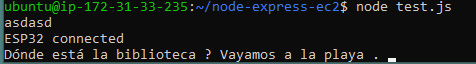 ubuntu@ip-172-31-33-235:~/node-express-ec2$ node test.js
asdasd
ESP32 connected
Dónde está la biblioteca ? Vayamos a la playa .